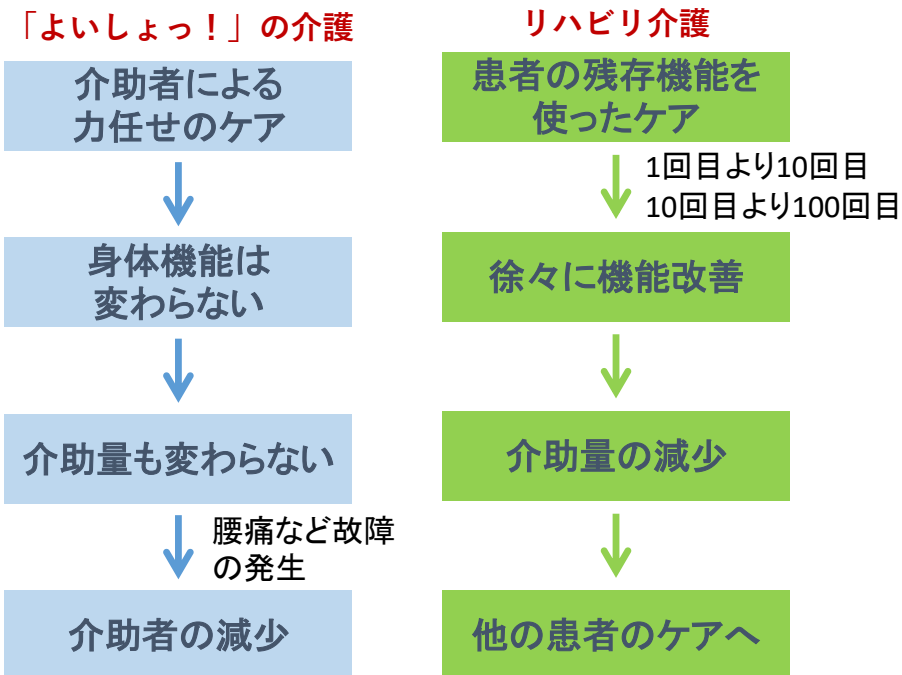 「よいしょっ！」の介護
介助者による
力任せのケア
身体機能は
変わらない
介助量も変わらない
腰痛など故障
の発生
介助者の減少
リハビリ介護
患者の残存機能を
使ったケア
1回目より10回目
10回目より100回目
徐々に機能改善
介助量の減少
他の患者のケアへ